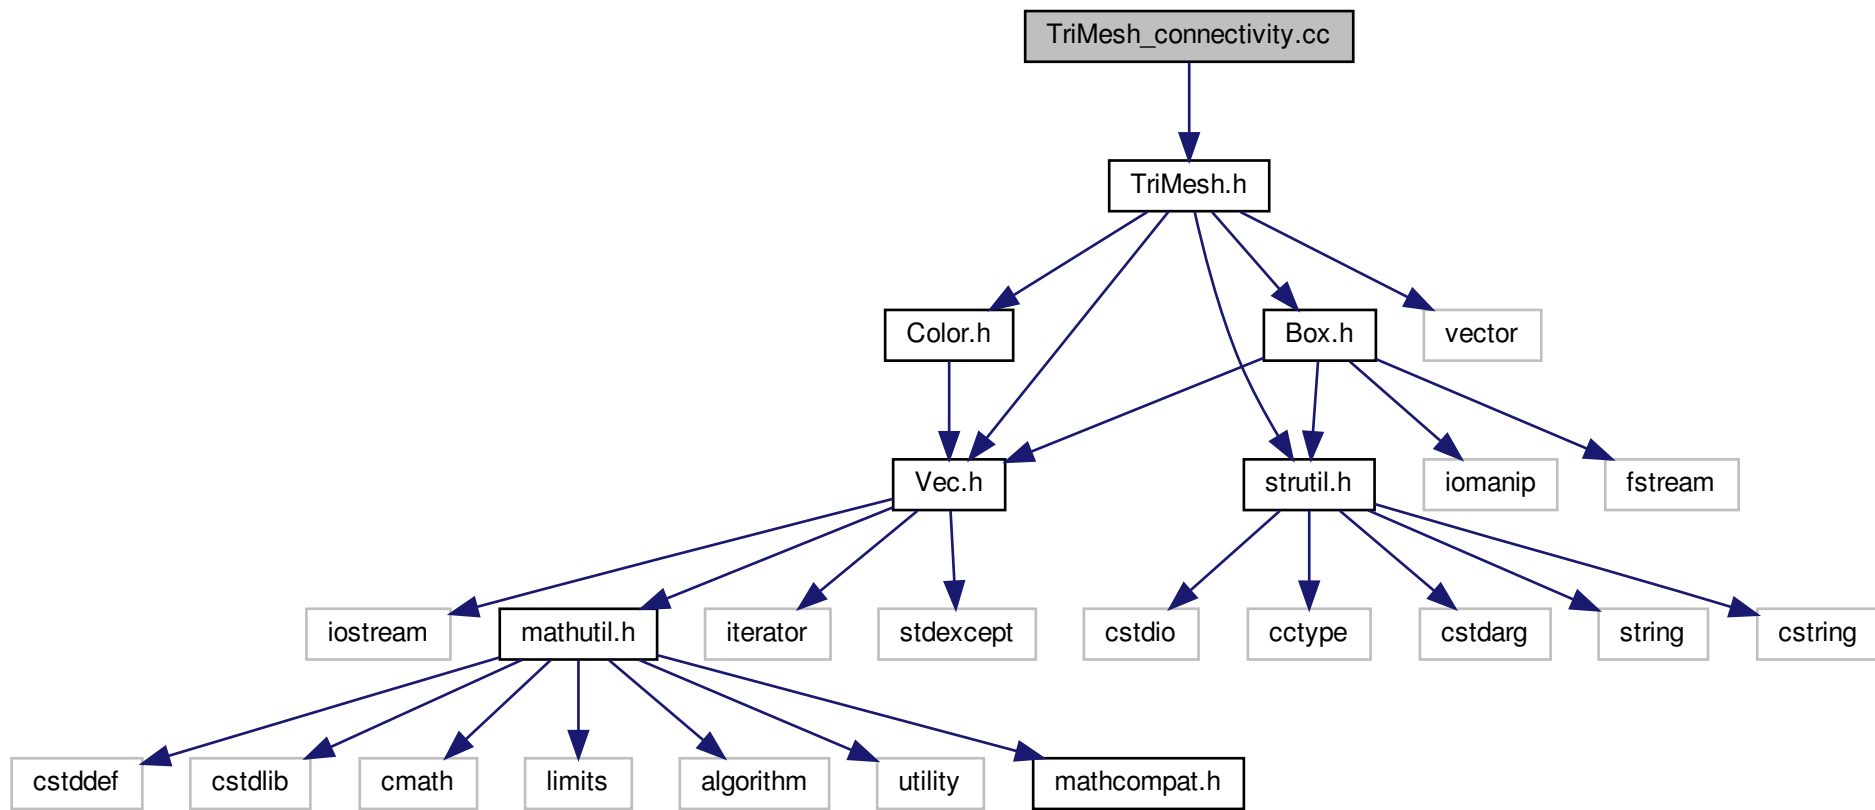 TriMesh_connectivity.cc
TriMesh.h
Color.h
Box.h
vector
Vec.h
strutil.h
iomanip
fstream
iostream
mathutil.h
iterator
stdexcept
cstdio
cctype
cstdarg
string
cstring
cstddef
cstdlib
cmath
limits
algorithm
utility
mathcompat.h